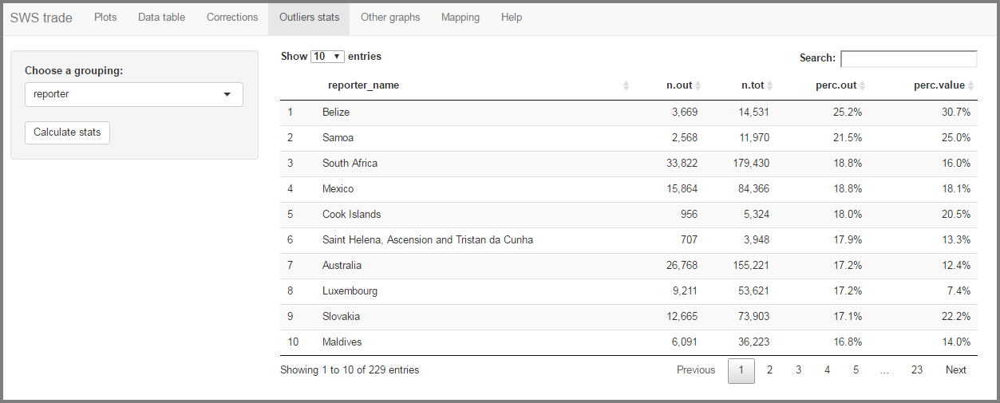 SWS trade Plots Data table Corrections Outliers stats Other graphs Mapping Help
Choose a grouping:
reporter
Calculate stats
Show 10 entries
Search:
reporter_name n.out n.tot perc.out perc.value
1 Belize 3,669 14,531 25.2% 30.7%
2 Samoa 2,568 11,970 21.5% 25.0%
3 South Africa 33,822 179,430 18.8% 16.0%
4 Mexico 15,864 84,366 18.8% 18.1%
5 Cook Islands 956 5,324 18.0% 20.5%
6 Saint Helena, Ascension and Tristan da Cunha 707 3,948 17.9% 13.3%
7 Australia 26,768 155,221 17.2% 12.4%
8 Luxembourg 9,211 53,621 17.2% 7.4%
9 Slovakia 12,665 73,903 17.1% 22.2%
10 Maldives 6,091 36,223 16.8% 14.0%
Showing 1 to 10 of 229 entries
Previous 1 2 3 4 5 … 23 Next